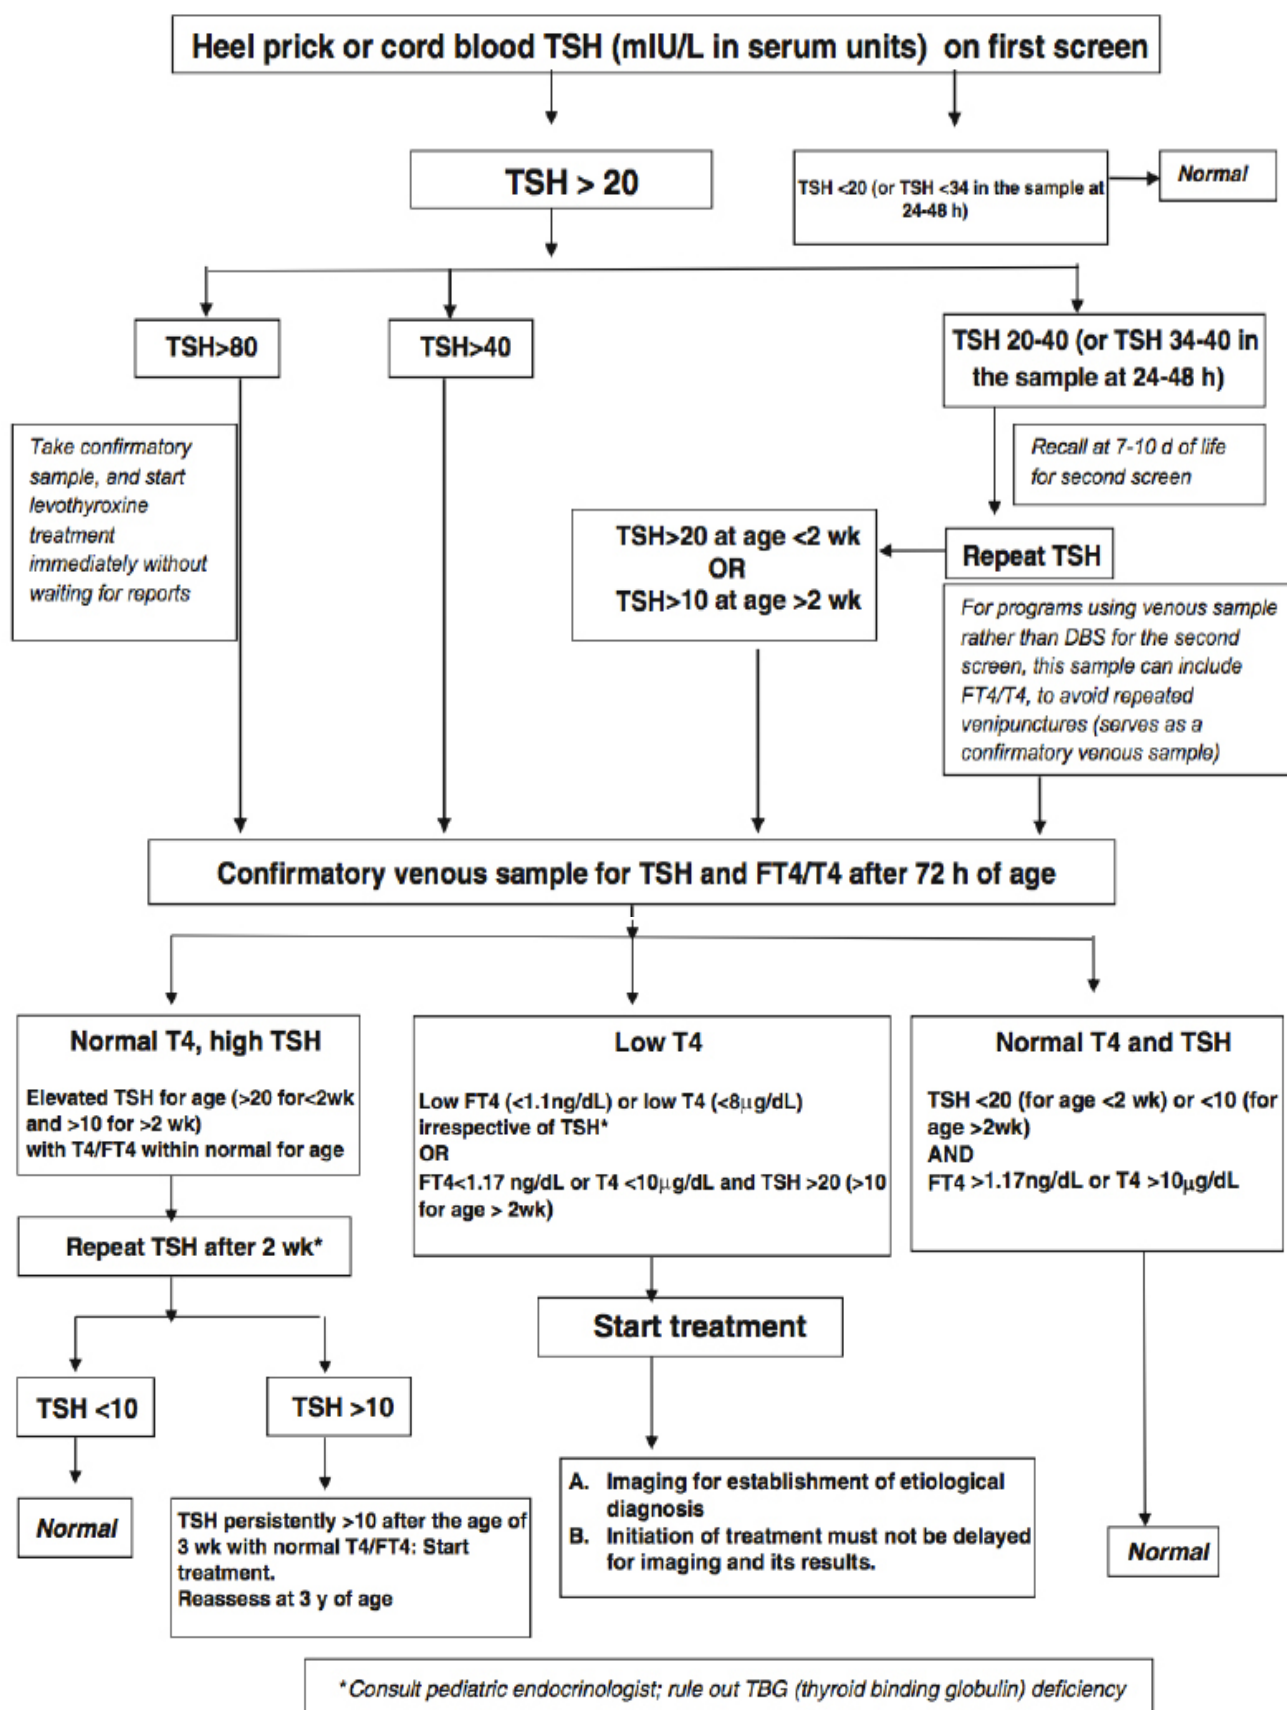 Heel prick or cord blood TSH (mIU/L in serum units) on first screen
TSH > 20
TSH <20 (or TSH <34 in the sample at
24-48 h)
Normal
TSH>80
TSH>40
TSH 20-40 (or TSH 34-40 in
the sample at 24-48 h)
Take confirmatory
sample, and start
levothyroxine
treatment
immediately without
waiting for reports
Recall at 7-10 d of life
for second screen
TSH>20 at age <2 wk
OR
TSH>10 at age >2 wk
Repeat TSH
For programs using venous sample
rather than DBS for the second
screen, this sample can include
FT4/T4, to avoid repeated
venipunctures (serves as a
confirmatory venous sample)
Confirmatory venous sample for TSH and FT4/T4 after 72 h of age
Normal T4, high TSH
Elevated TSH for age (>20 for<2wk
and >10 for >2 wk)
with T4/FT4 within normal for age
Low T4
Low FT4 (<1.1ng/dL) or low T4 (<8µg/dL)
irrespective of TSH*
OR
FT4<1.17 ng/dL or T4 <10µg/dL and TSH >20 (>10
for age > 2wk)
Normal T4 and TSH
TSH <20 (for age <2 wk) or <10 (for
age >2wk)
AND
FT4 >1.17ng/dL or T4 >10µg/dL
Repeat TSH after 2 wk*
Start treatment
TSH <10
TSH >10
Normal
TSH persistently >10 after the age of
3 wk with normal T4/FT4: Start
treatment.
Reassess at 3 y of age
A. Imaging for establishment of etiological
diagnosis
B. Initiation of treatment must not be delayed
for imaging and its results.
Normal
*Consult pediatric endocrinologist; rule out TBG (thyroid binding globulin) deficiency